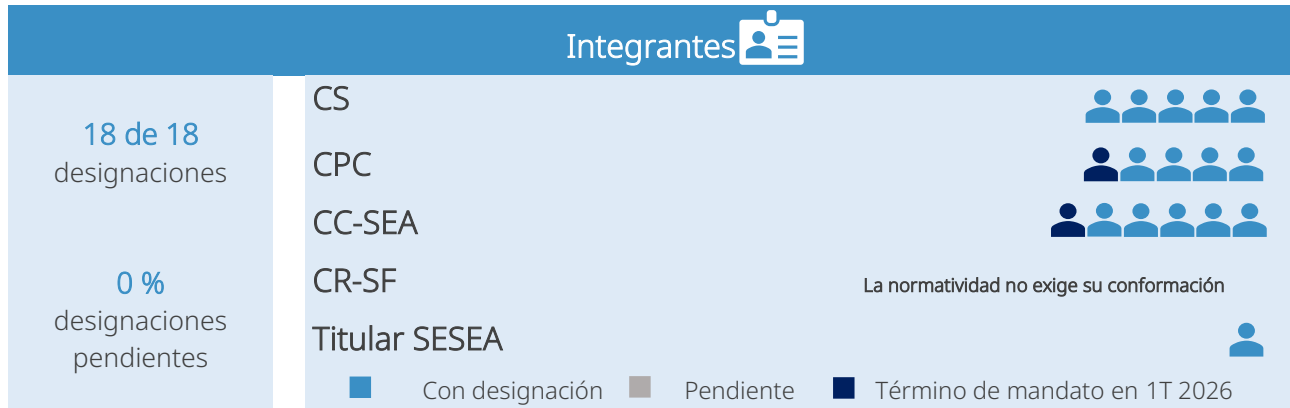 Integrantes
18 de 18
designaciones
0 %
designaciones
pendientes
CS
CPC
CC-SEA
CR-SF
La normatividad no exige su conformación
Titular SESEA
Con designación
Pendiente
Término de mandato en 1T 2026